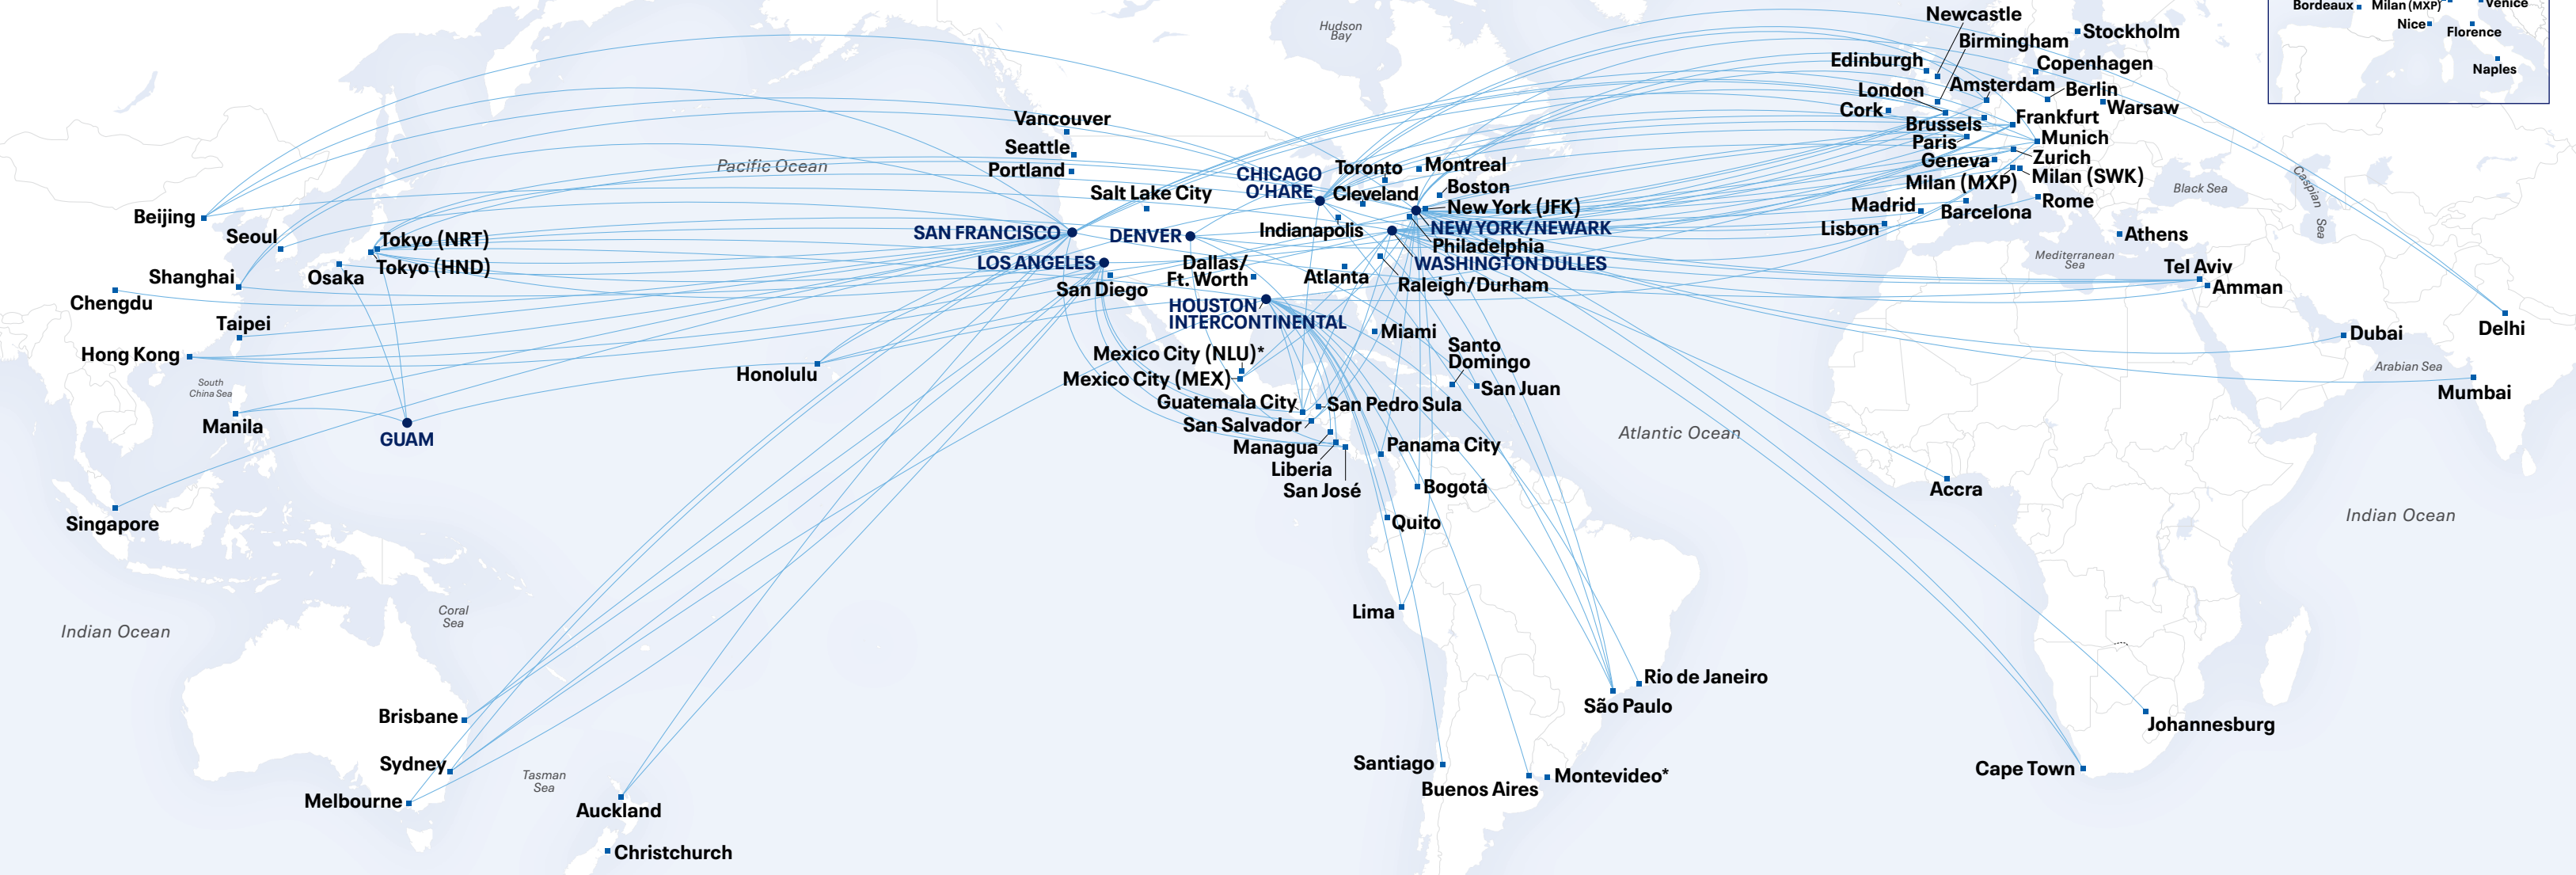 Hudson
Bay
Newcastle
Birmingham
Stockholm
Edinburgh
Copenhagen
London
Amsterdam
Berlin
Cork
Warsaw
Brussels
Frankfurt
Paris
Munich
Geneva
Zurich
Milan (MXP)
Milan (SWK)
Madrid
Barcelona
Rome
Lisbon
Athens
Bordeaux
Milan (MXP)
Venice
Nice
Florence
Naples
Black Sea
Caspian
Sea
Mediterranean
Sea
Tel Aviv
Amman
Dubai
Delhi
Arabian Sea
Mumbai
Pacific Ocean
Vancouver
Seattle
Portland
Salt Lake City
CHICAGO
O'HARE
Toronto
Montreal
Cleveland
Boston
New York (JFK)
Indianapolis
NEW YORK/NEWARK
Philadelphia
WASHINGTON DULLES
Raleigh/Durham
SAN FRANCISCO
DENVER
LOS ANGELES
San Diego
Dallas/
Ft. Worth
Atlanta
HOUSTON
INTERCONTINENTAL
Miami
Beijing
Seoul
Tokyo (NRT)
Tokyo (HND)
Osaka
Shanghai
Chengdu
Taipei
Hong Kong
South
China Sea
Manila
GUAM
Honolulu
Singapore
Mexico City (NLU)*
Mexico City (MEX)
Santo
Domingo
San Juan
Guatemala City
San Pedro Sula
San Salvador
Managua
Liberia
San José
Panama City
Bogotá
Quito
Atlantic Ocean
Accra
Indian Ocean
Indian Ocean
Coral
Sea
Lima
Rio de Janeiro
São Paulo
Brisbane
Sydney
Melbourne
Tasman
Sea
Auckland
Christchurch
Santiago
Buenos Aires
Montevideo*
Johannesburg
Cape Town